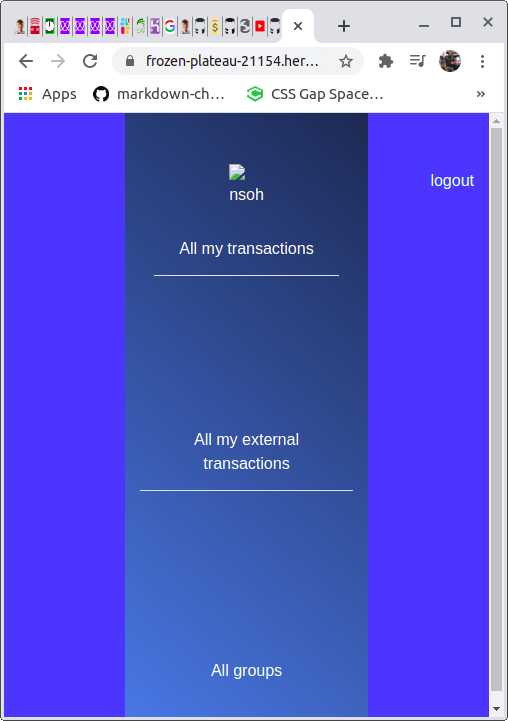 frozen-plateau-21154.her…
Apps
markdown-ch…
CSS Gap Space…
»
nsoh
logout
All my transactions
All my external
transactions
All groups